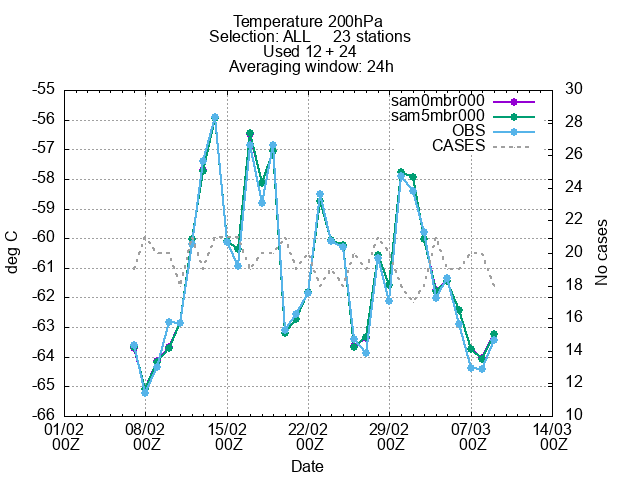 Temperature 200hPa
Selection: ALL 23 stations
Used 12 + 24
Averaging window: 24h
sam0mbr000
sam5mbr000
OBS
CASES
deg C
-55
-56
-57
-58
-59
-60
-61
-62
-63
-64
-65
-66
30
28
26
24
22
20
18
16
14
12
10
No cases
01/02 08/02 15/02 22/02 29/02 07/03 14/03
00Z 00Z 00Z 00Z 00Z 00Z 00Z
Date